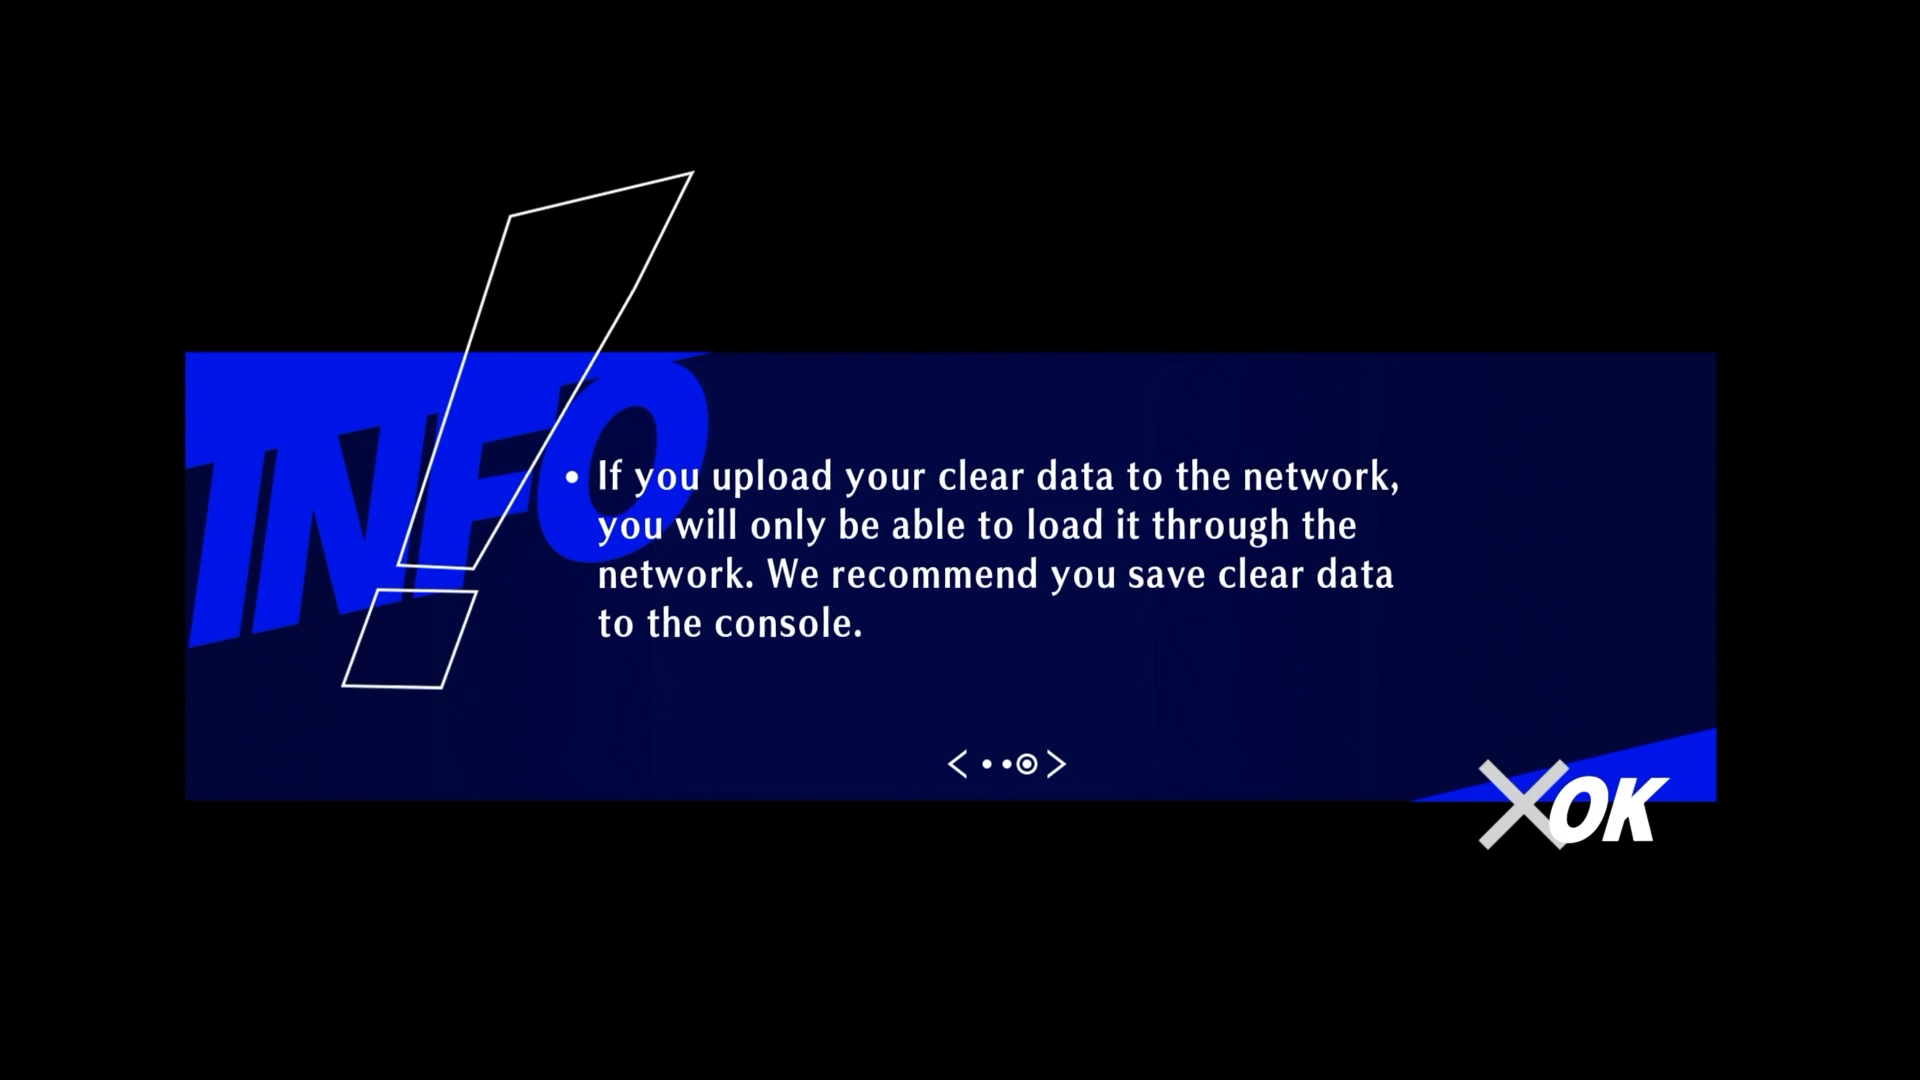 INFO
• If you upload your clear data to the network,
you will only be able to load it through the
network. We recommend you save clear data
to the console.
OK